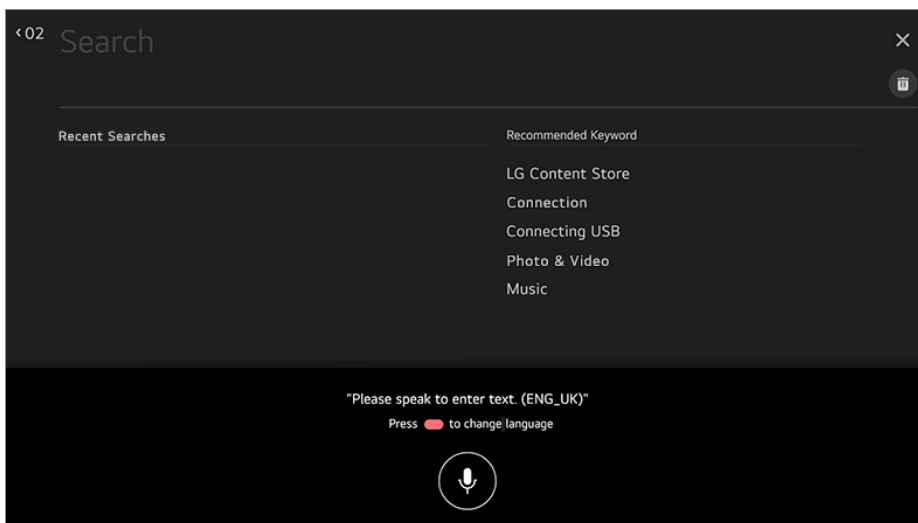 ‹ 02
Search
Recent Searches
Recommended Keyword
LG Content Store
Connection
Connecting USB
Photo & Video
Music
"Please speak to enter text. (ENG_UK)"
Press to change language